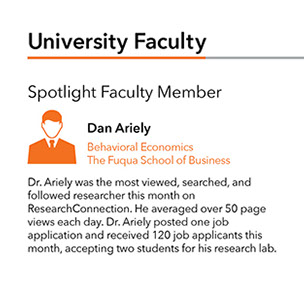 University Faculty
Spotlight Faculty Member
Dan Ariely
Behavioral Economics
The Fuqua School of Business
Dr. Ariely was the most viewed, searched, and
followed researcher this month on
ResearchConnection. He averaged over 50 page
views each day. Dr. Ariely posted one job
application and received 120 job applicants this
month, accepting two students for his research lab.